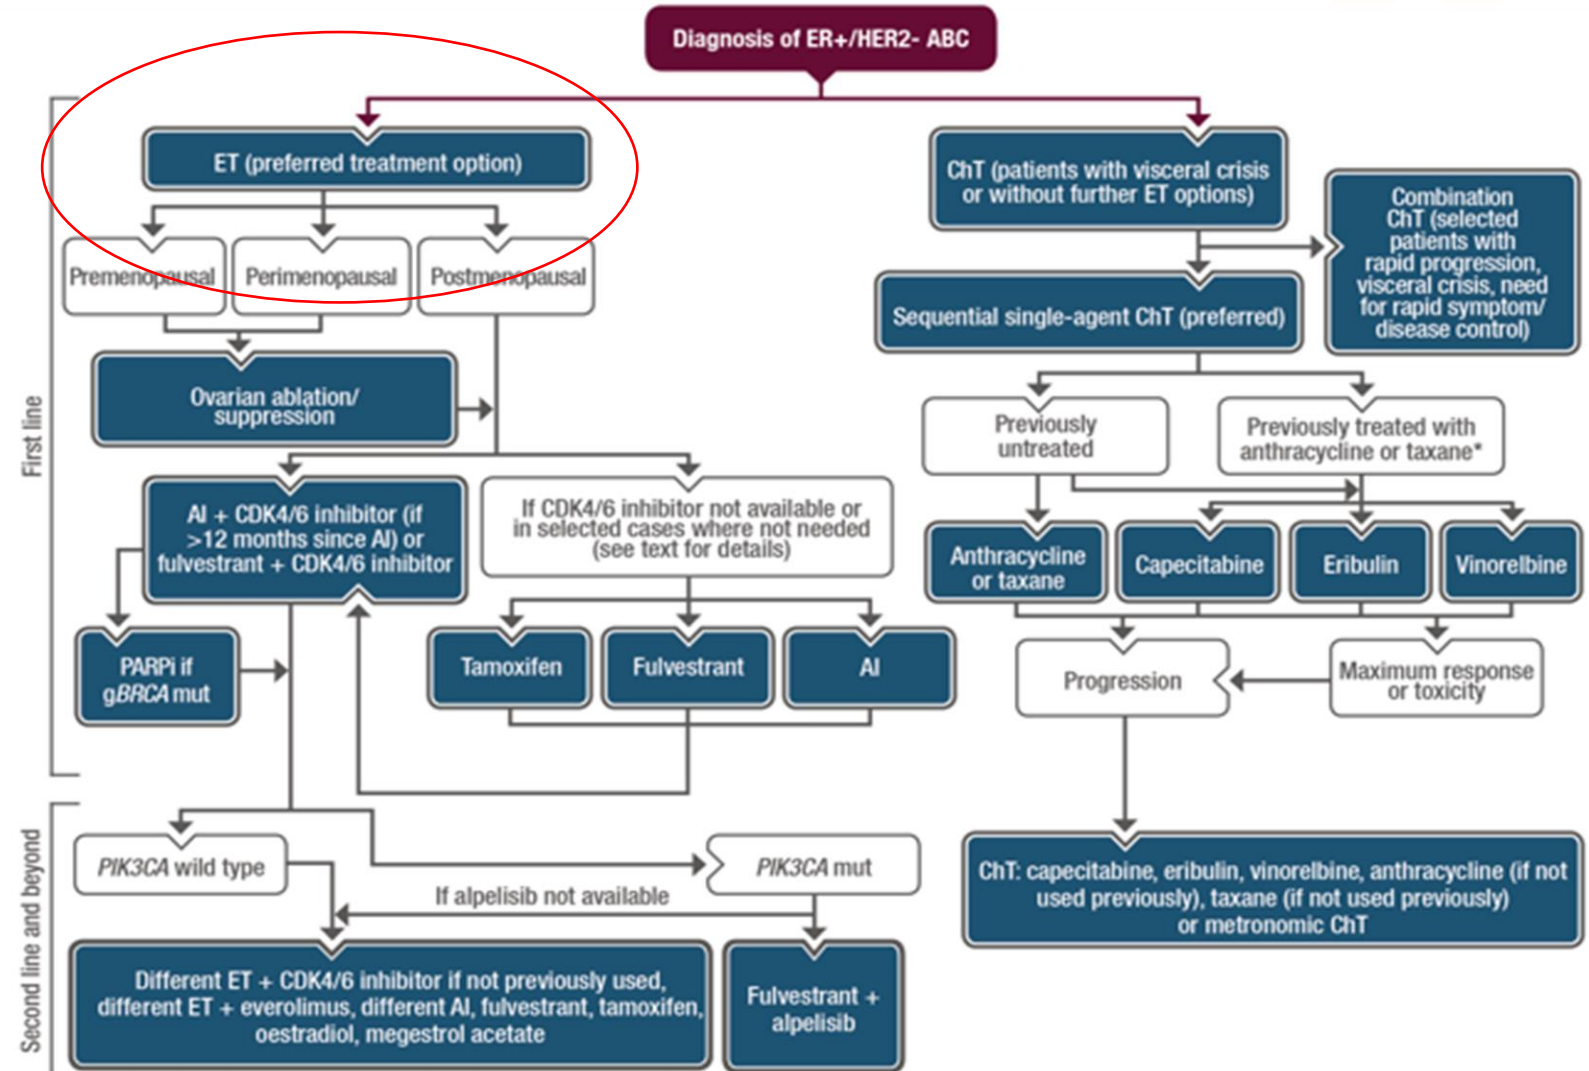 Diagnosis of ER+/HER2- ABC
First line
ET (preferred treatment option)
Premenopausal
Perimenopausal
Postmenopausal
Ovarian ablation/
suppression
AI + CDK4/6 inhibitor (if
>12 months since AI) or
fulvestrant + CDK4/6 inhibitor
If CDK4/6 inhibitor not available or
in selected cases where not needed
(see text for details)
PARPi if
gBRCA mut
Tamoxifen
Fulvestrant
AI
ChT (patients with visceral crisis
or without further ET options)
Combination
ChT (selected
patients with
rapid progression,
visceral crisis, need
for rapid symptom/
disease control)
Sequential single-agent ChT (preferred)
Previously
untreated
Previously treated with
anthracycline or taxane*
Anthracycline
or taxane
Capecitabine
Eribulin
Vinorelbine
Progression
Maximum response
or toxicity
Second line and beyond
PIK3CA wild type
PIK3CA mut
If alpelisib not available
Different ET + CDK4/6 inhibitor if not previously used,
different ET + everolimus, different AI, fulvestrant, tamoxifen,
oestradiol, megestrol acetate
Fulvestrant +
alpelisib
ChT: capecitabine, eribulin, vinorelbine, anthracycline (if not
used previously), taxane (if not used previously)
or metronomic ChT